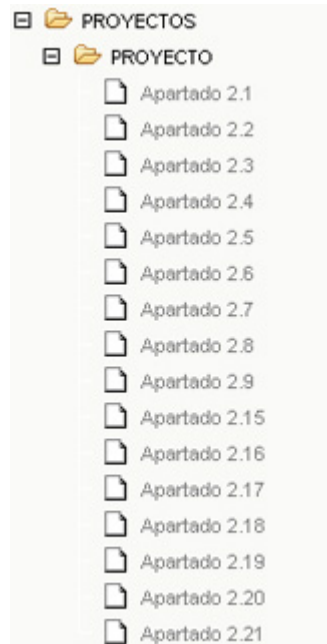 PROYECTOS
PROYECTO
Apartado 2.1
Apartado 2.2
Apartado 2.3
Apartado 2.4
Apartado 2.5
Apartado 2.6
Apartado 2.7
Apartado 2.8
Apartado 2.9
Apartado 2.15
Apartado 2.16
Apartado 2.17
Apartado 2.18
Apartado 2.19
Apartado 2.20
Apartado 2.21